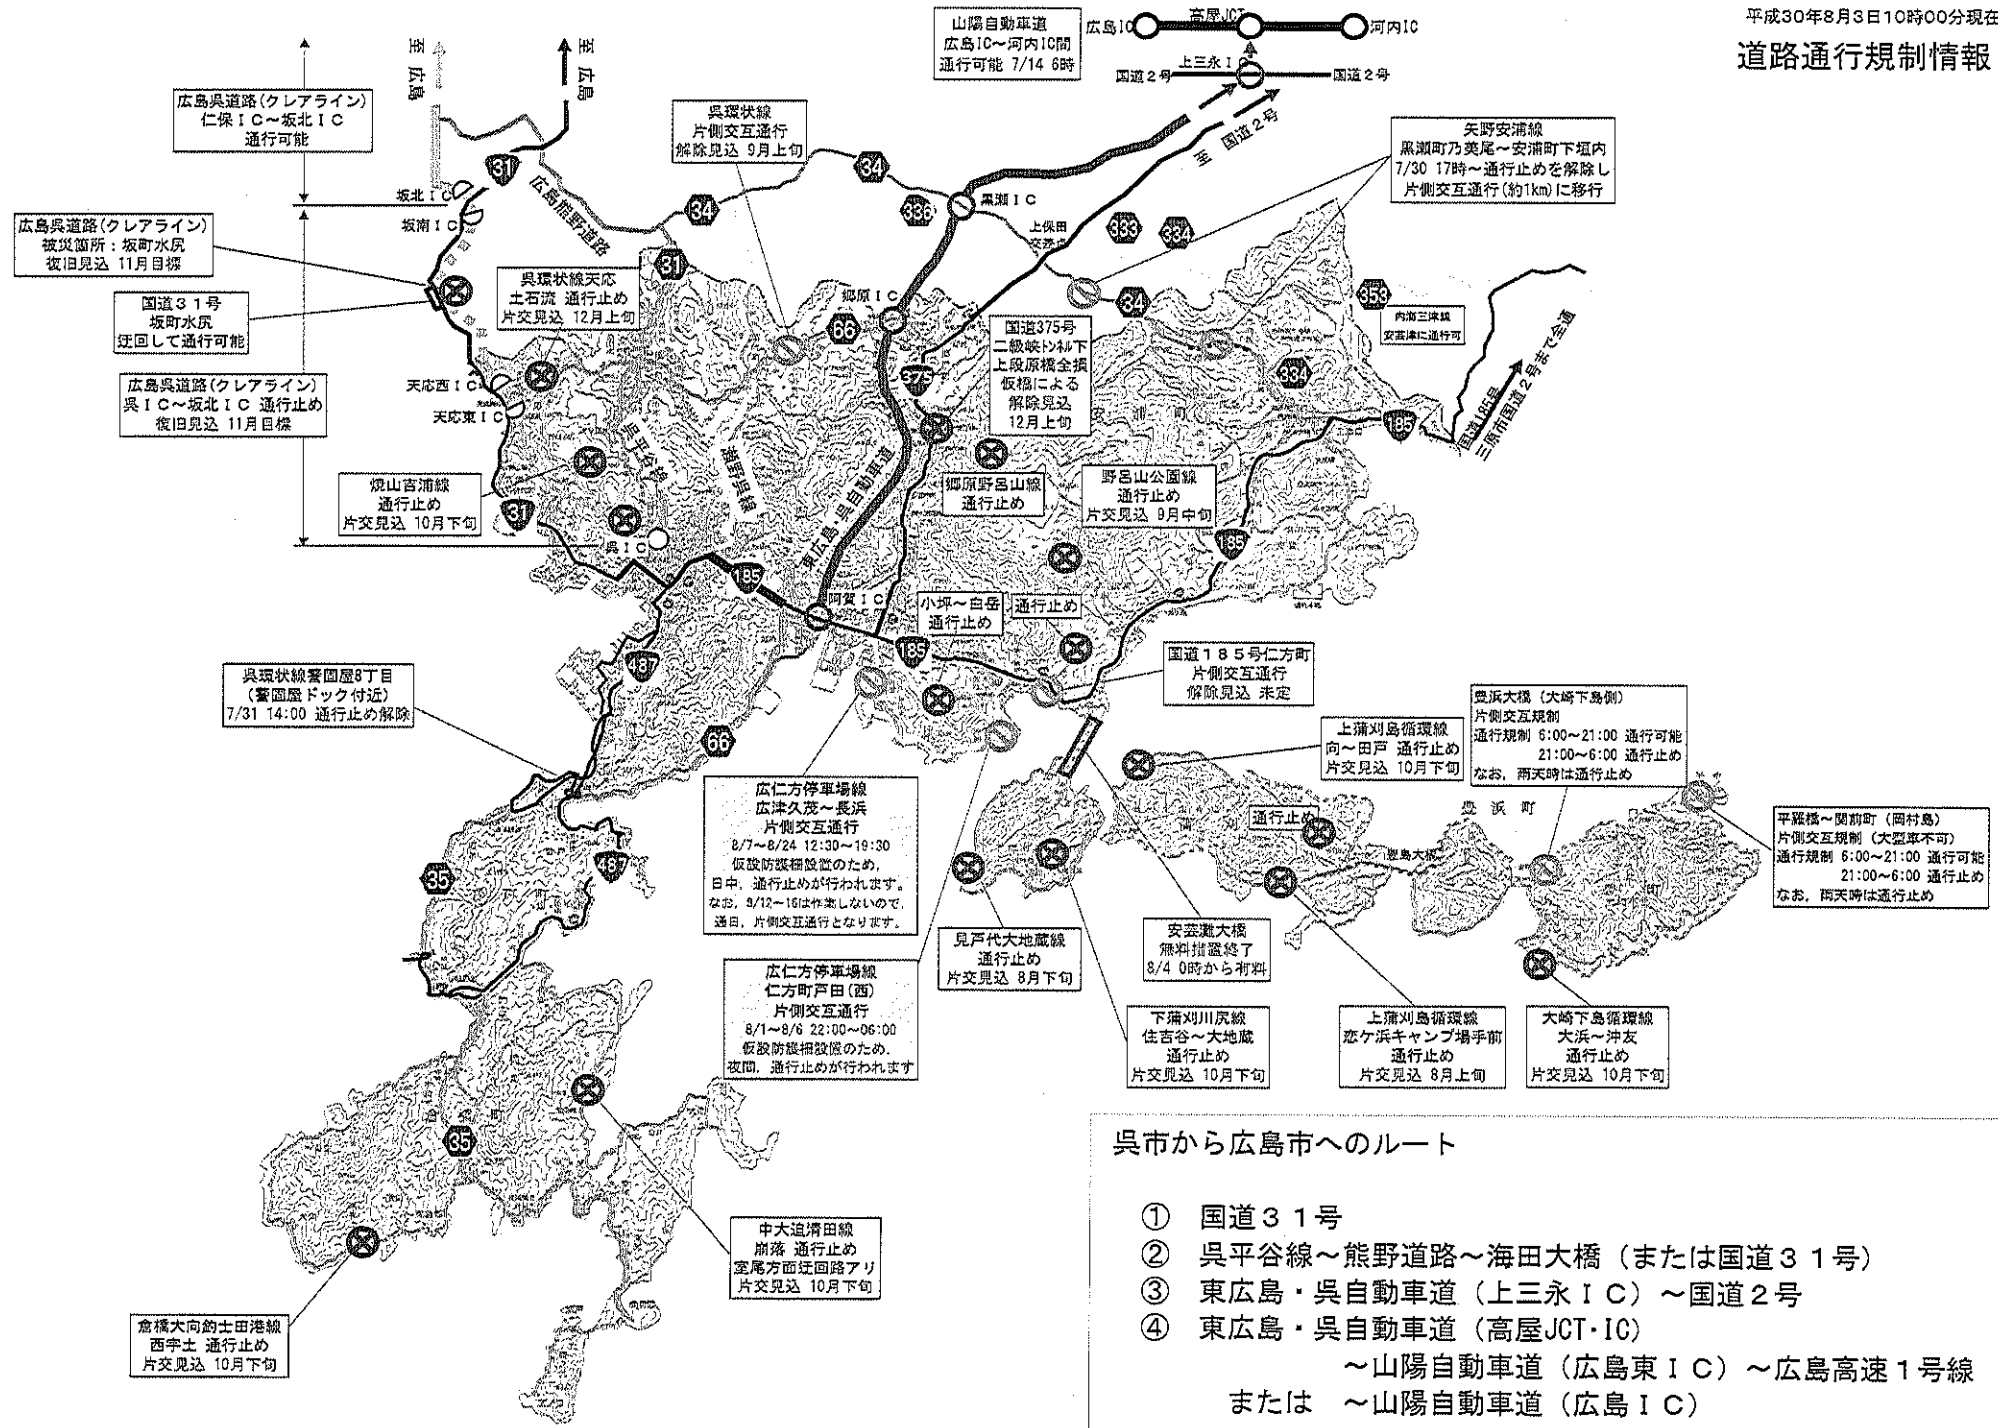 平成30年8月3日10時00分現在
道路通行規制情報
山陽自動車道
広島IC～河内IC間
通行可能 7/14 6時
広島IC
高屋JCT
河内IC
上三永IC
国道2号
国道2号
至 国道2号
至 広島
至 広島
広島呉道路(クレアライン)
仁保IC～坂北IC
通行可能
呉環状線
片側交互通行
解除見込 9月上旬
矢野安浦線
黒瀬町乃美尾～安浦町下垣内
7/30 17時～通行止めを解除し
片側交互通行(約1km)に移行
31
34
34
336
黒瀬IC
坂北IC
坂南IC
広島熊野道路
上保田
交差点
333
334
広島呉道路(クレアライン)
被災箇所：坂町水尻
復旧見込 11月目標
31
呉環状線天応
土石流 通行止め
片交見込 12月上旬
国道31号
坂町水尻
迂回して通行可能
郷原IC
66
34
353
内海三津線
安芸津に通行可
国道375号
二級峡トンネル下
上段原橋全損
仮橋による
解除見込
12月上旬
広島呉道路(クレアライン)
呉IC～坂北IC 通行止め
復旧見込 11月目標
天応西IC
天応東IC
375
334
安浦町
185
国道185号
三原市国道2号まで全通
呉平谷線
東広島・呉自動車道
焼山吉浦線
通行止め
片交見込 10月下旬
郷原野呂山線
通行止め
野呂山公園線
通行止め
片交見込 9月中旬
31
呉IC
185
185
阿賀IC
小坪～白岳
通行止め
通行止め
185
国道185号仁方町
片側交互通行
解除見込 未定
487
呉環状線警固屋8丁目
(警固屋ドック付近)
7/31 14:00 通行止め解除
66
上蒲刈島循環線
向～田戸 通行止め
片交見込 10月下旬
豊浜大橋（大崎下島側）
片側交互規制
通行規制 6:00～21:00 通行可能
21:00～6:00 通行止め
なお，雨天時は通行止め
広仁方停車場線
広津久茂～長浜
片側交互通行
8/7～8/24 12:30～19:30
仮設防護柵設置のため，
日中，通行止めが行われます。
なお，8/12～16は作業しないので，
通日，片側交互通行となります。
通行止め
豊浜町
豊島大橋
平羅橋～関前町（岡村島）
片側交互規制（大型車不可）
通行規制 6:00～21:00 通行可能
21:00～6:00 通行止め
なお，雨天時は通行止め
35
487
見戸代大地蔵線
通行止め
片交見込 8月下旬
安芸灘大橋
無料措置終了
8/4 0時から有料
広仁方停車場線
仁方町戸田(西)
片側交互通行
8/1～8/6 22:00～06:00
仮設防護柵設置のため，
夜間，通行止めが行われます
下蒲刈川尻線
住吉谷～大地蔵
通行止め
片交見込 10月下旬
上蒲刈島循環線
恋ケ浜キャンプ場手前
通行止め
片交見込 8月上旬
大崎下島循環線
大浜～沖友
通行止め
片交見込 10月下旬
35
中大迫清田線
崩落 通行止め
室尾方面迂回路アリ
片交見込 10月下旬
倉橋大向釣士田港線
西宇土 通行止め
片交見込 10月下旬
呉市から広島市へのルート
① 国道31号
② 呉平谷線～熊野道路～海田大橋（または国道31号）
③ 東広島・呉自動車道（上三永IC）～国道2号
④ 東広島・呉自動車道（高屋JCT・IC）
～山陽自動車道（広島東IC）～広島高速1号線
または ～山陽自動車道（広島IC）